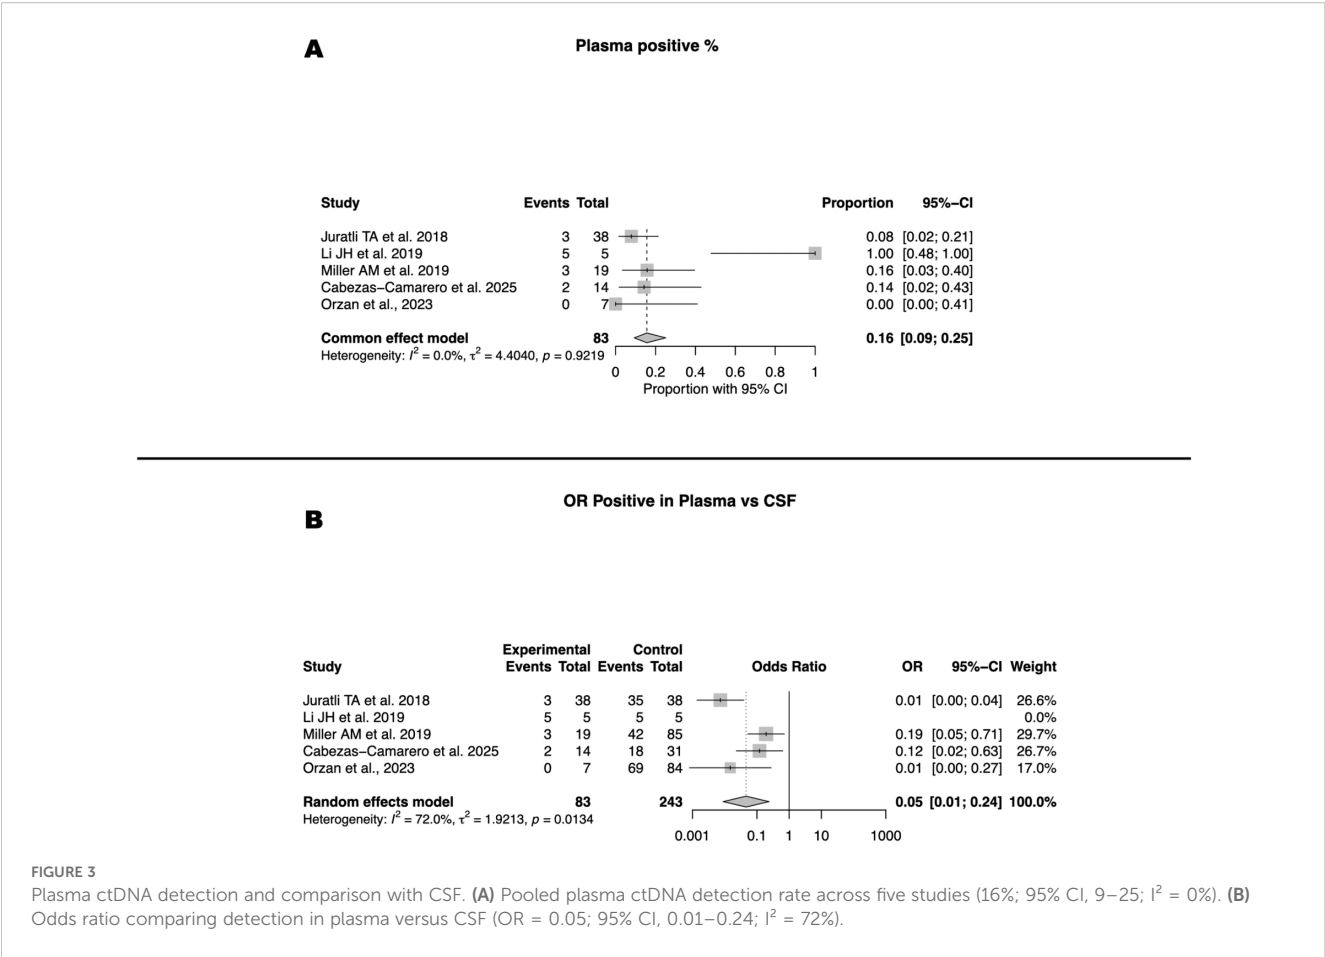 A
Plasma positive %
Study Events Total Proportion 95%–CI
Juratli TA et al. 2018 3 38 0.08 [0.02; 0.21]
Li JH et al. 2019 5 5 1.00 [0.48; 1.00]
Miller AM et al. 2019 3 19 0.16 [0.03; 0.40]
Cabezas–Camarero et al. 2025 2 14 0.14 [0.02; 0.43]
Orzan et al., 2023 0 7 0.00 [0.00; 0.41]
Common effect model 83 0.16 [0.09; 0.25]
Heterogeneity: I² = 0.0%, τ² = 4.4040, p = 0.9219
0 0.2 0.4 0.6 0.8 1
Proportion with 95% CI
OR Positive in Plasma vs CSF
B
Experimental Control
Study Events Total Events Total Odds Ratio OR 95%–CI Weight
Juratli TA et al. 2018 3 38 35 38 0.01 [0.00; 0.04] 26.6%
Li JH et al. 2019 5 5 5 5 0.0%
Miller AM et al. 2019 3 19 42 85 0.19 [0.05; 0.71] 29.7%
Cabezas–Camarero et al. 2025 2 14 18 31 0.12 [0.02; 0.63] 26.7%
Orzan et al., 2023 0 7 69 84 0.01 [0.00; 0.27] 17.0%
Random effects model 83 243 0.05 [0.01; 0.24] 100.0%
Heterogeneity: I² = 72.0%, τ² = 1.9213, p = 0.0134
0.001 0.1 1 10 1000
FIGURE 3
Plasma ctDNA detection and comparison with CSF. (A) Pooled plasma ctDNA detection rate across five studies (16%; 95% CI, 9–25; I² = 0%). (B)
Odds ratio comparing detection in plasma versus CSF (OR = 0.05; 95% CI, 0.01–0.24; I² = 72%).